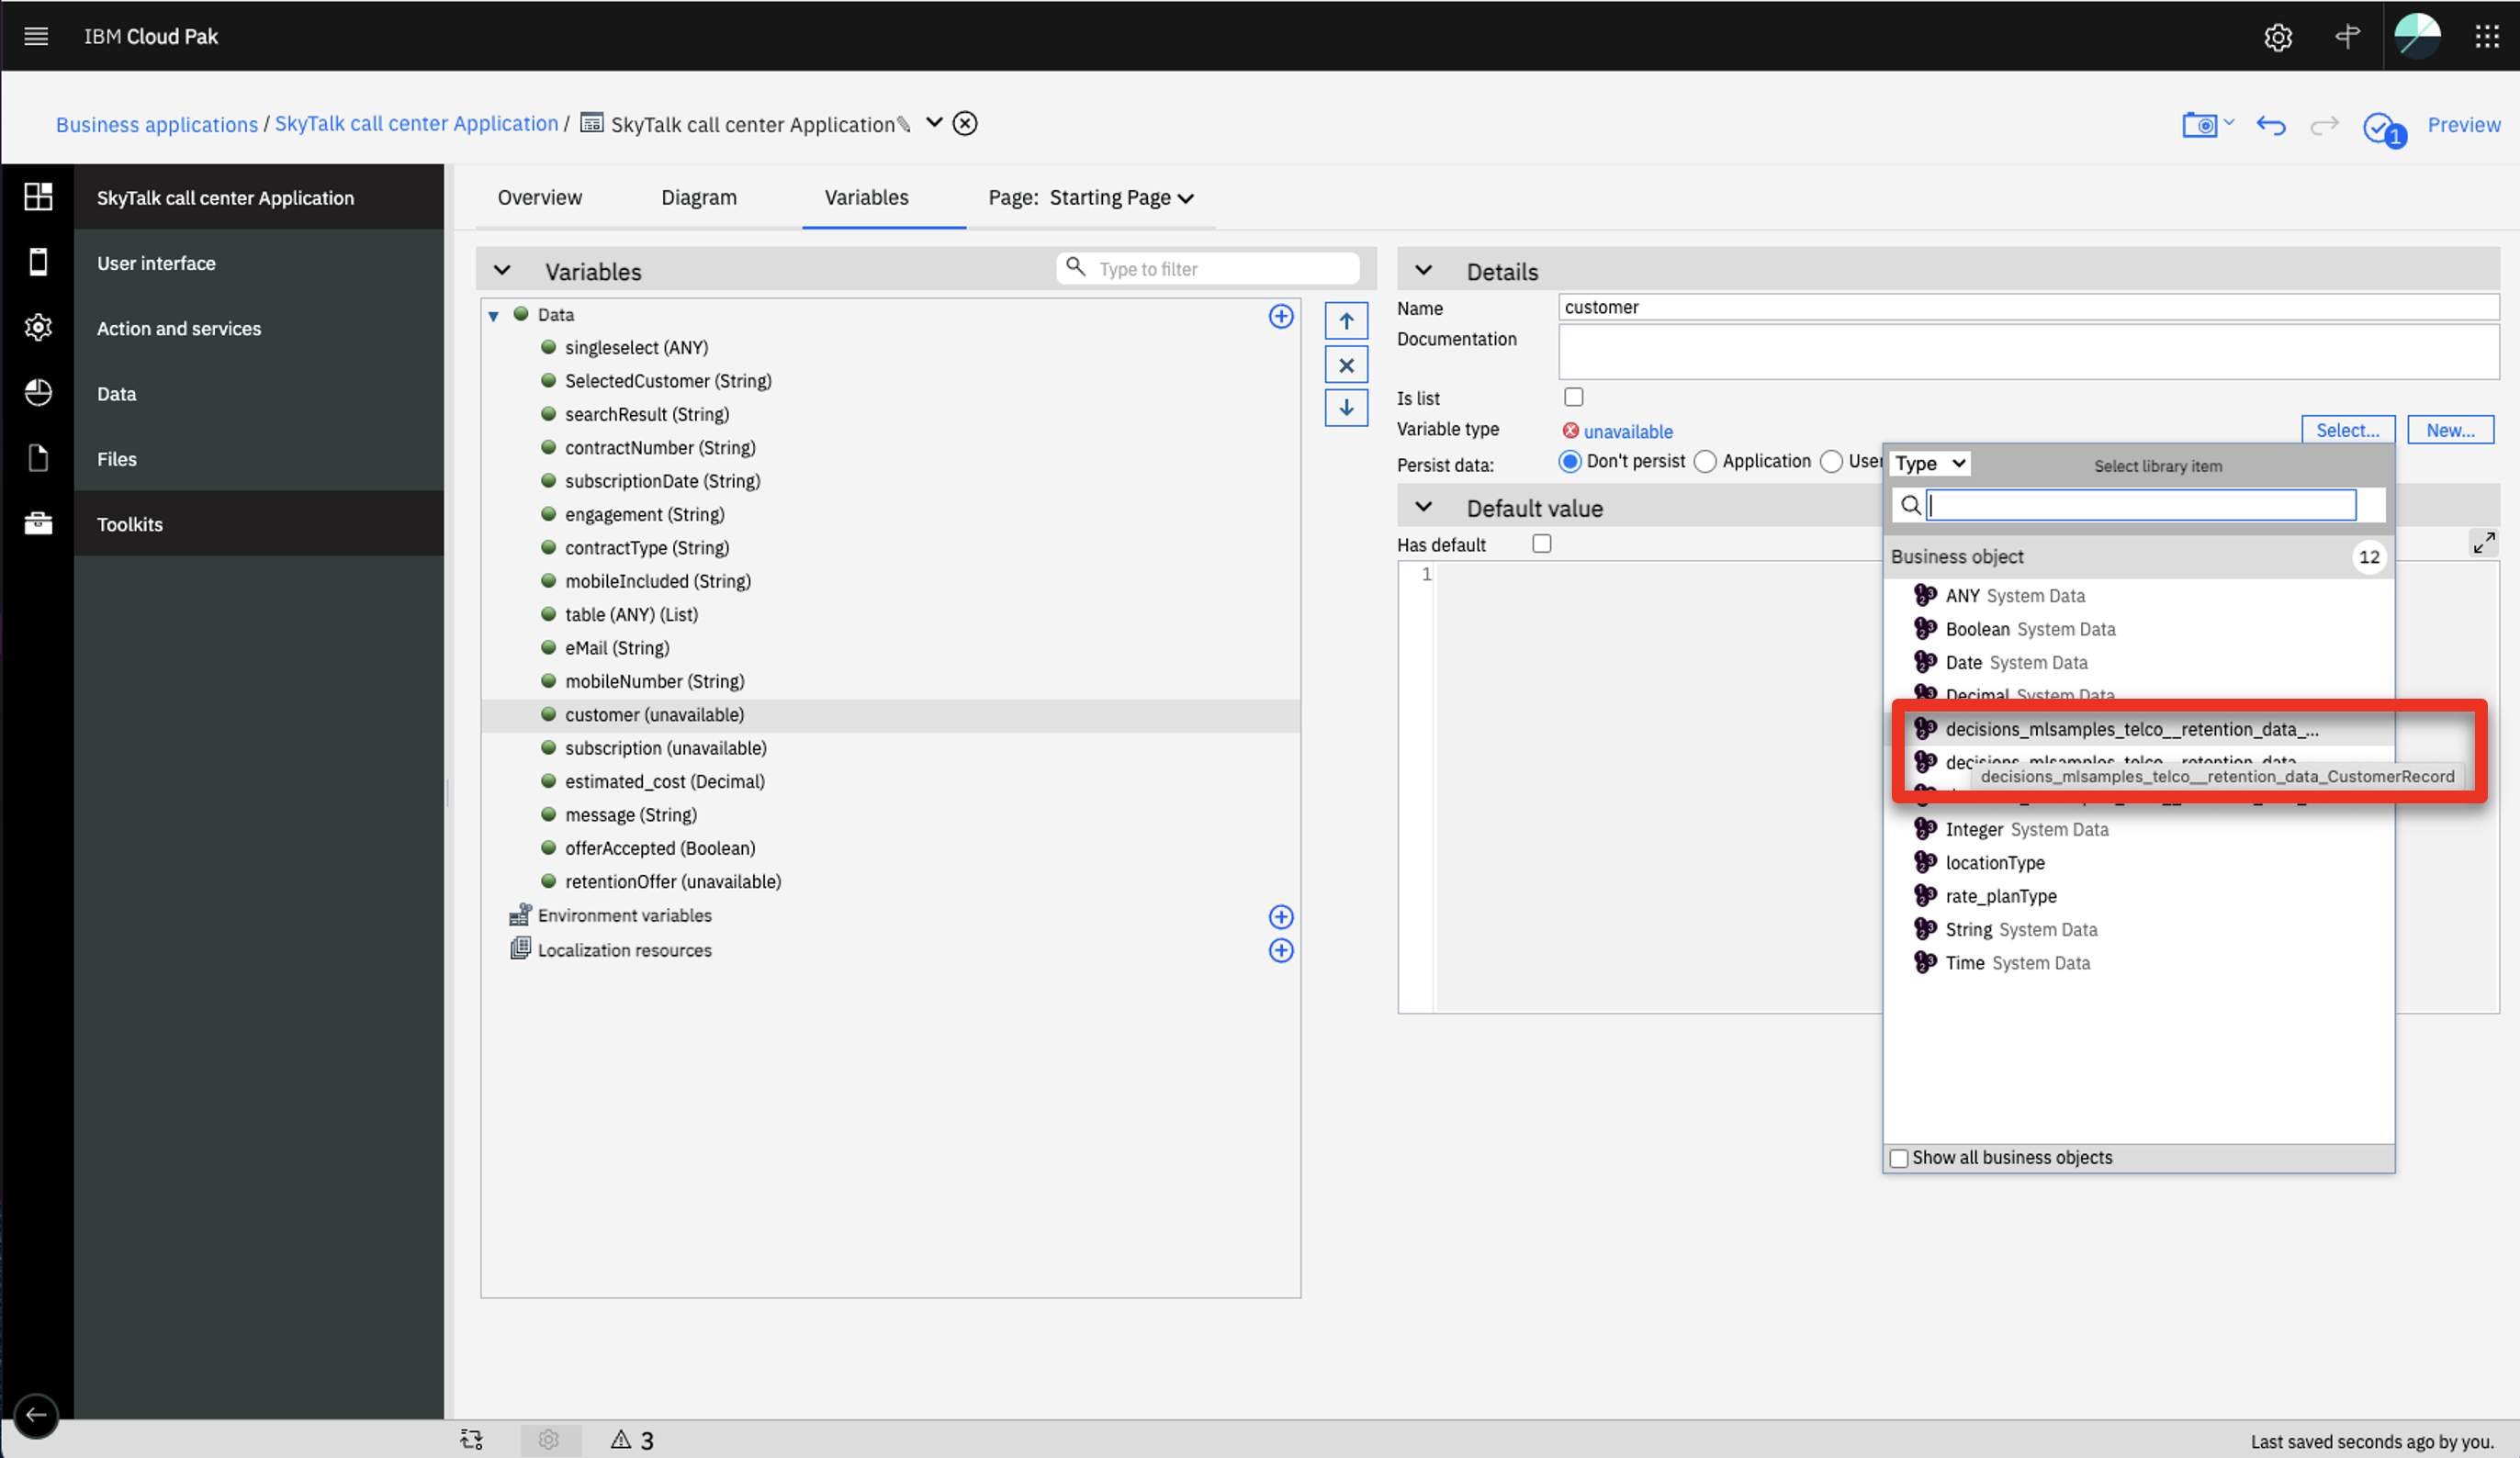 IBM Cloud Pak
Business applications / SkyTalk call center Application / SkyTalk call center Application
1
Preview
SkyTalk call center Application
User interface
Action and services
Data
Files
Toolkits
Overview
Diagram
Variables
Page: Starting Page
Variables
Type to filter
Data
singleselect (ANY)
SelectedCustomer (String)
searchResult (String)
contractNumber (String)
subscriptionDate (String)
engagement (String)
contractType (String)
mobileIncluded (String)
table (ANY) (List)
eMail (String)
mobileNumber (String)
customer (unavailable)
subscription (unavailable)
estimated_cost (Decimal)
message (String)
offerAccepted (Boolean)
retentionOffer (unavailable)
Environment variables
Localization resources
Details
Name
customer
Documentation
Is list
Variable type
unavailable
Select...
New...
Persist data:
Don't persist
Application
User
Default value
Has default
1
Type
Select library item
Business object
12
ANY System Data
Boolean System Data
Date System Data
Decimal System Data
decisions_mlsamples_telco__retention_data_...
decisions_mlsamples_telco__retention_data_CustomerRecord
Integer System Data
locationType
rate_planType
String System Data
Time System Data
Show all business objects
3
Last saved seconds ago by you.